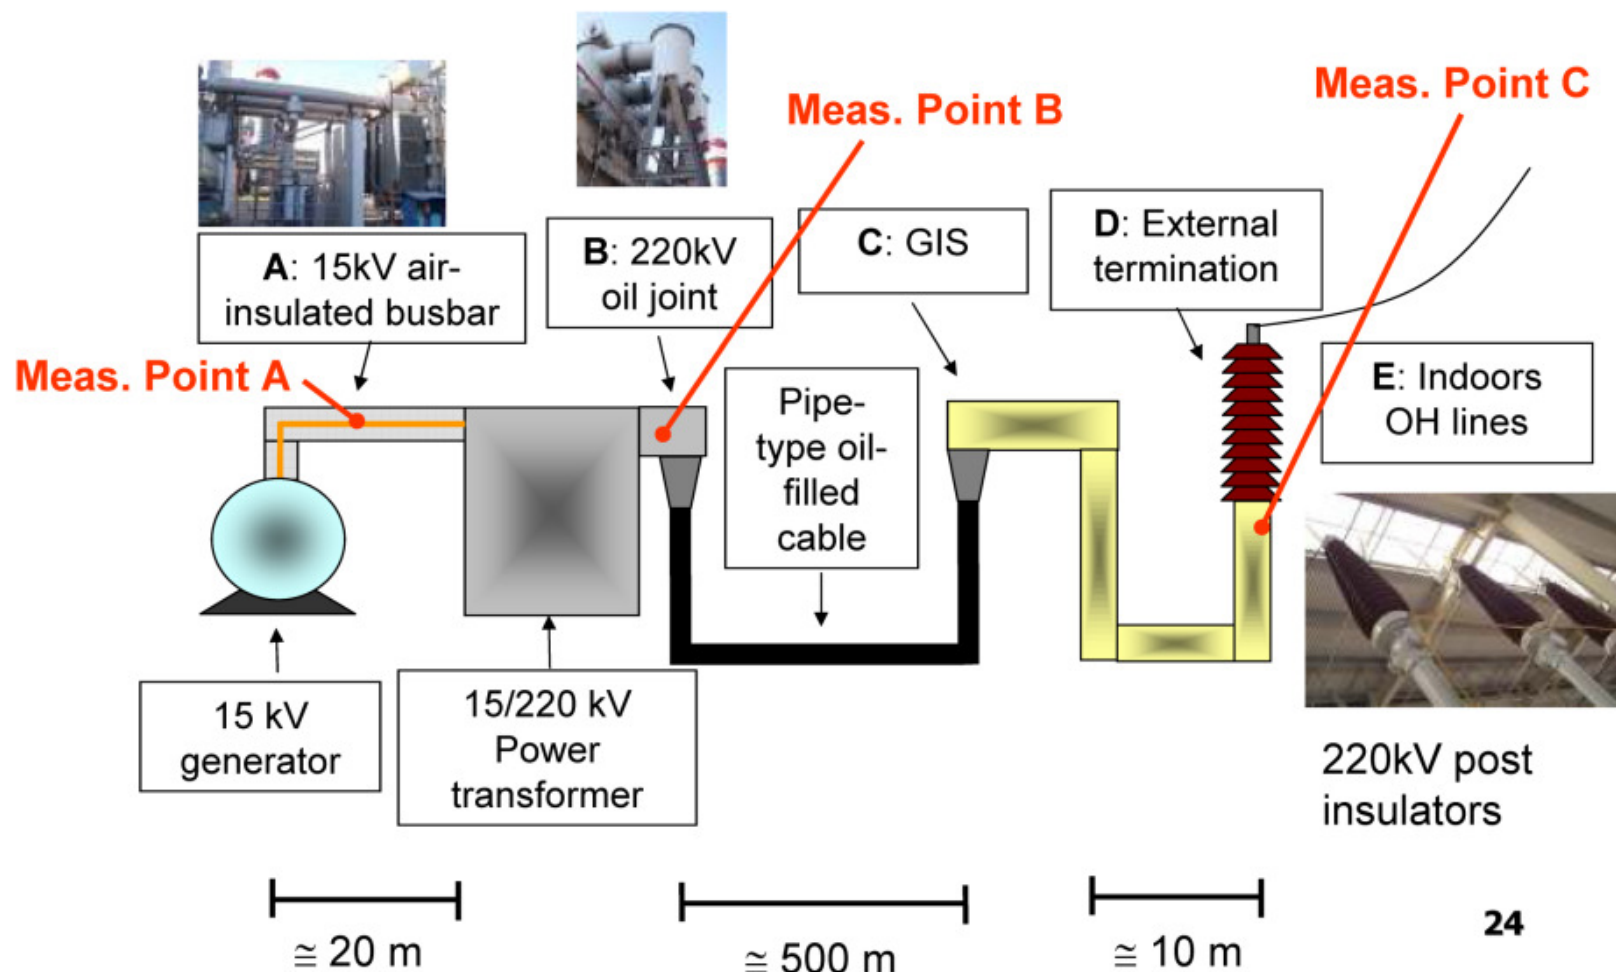 Meas. Point C
Meas. Point B
A: 15kV air-
insulated busbar
B: 220kV
oil joint
C: GIS
D: External
termination
Meas. Point A
E: Indoors
OH lines
Pipe-
type oil-
filled
cable
15 kV
generator
15/220 kV
Power
transformer
220kV post
insulators
≅ 20 m
≅ 500 m
≅ 10 m
24